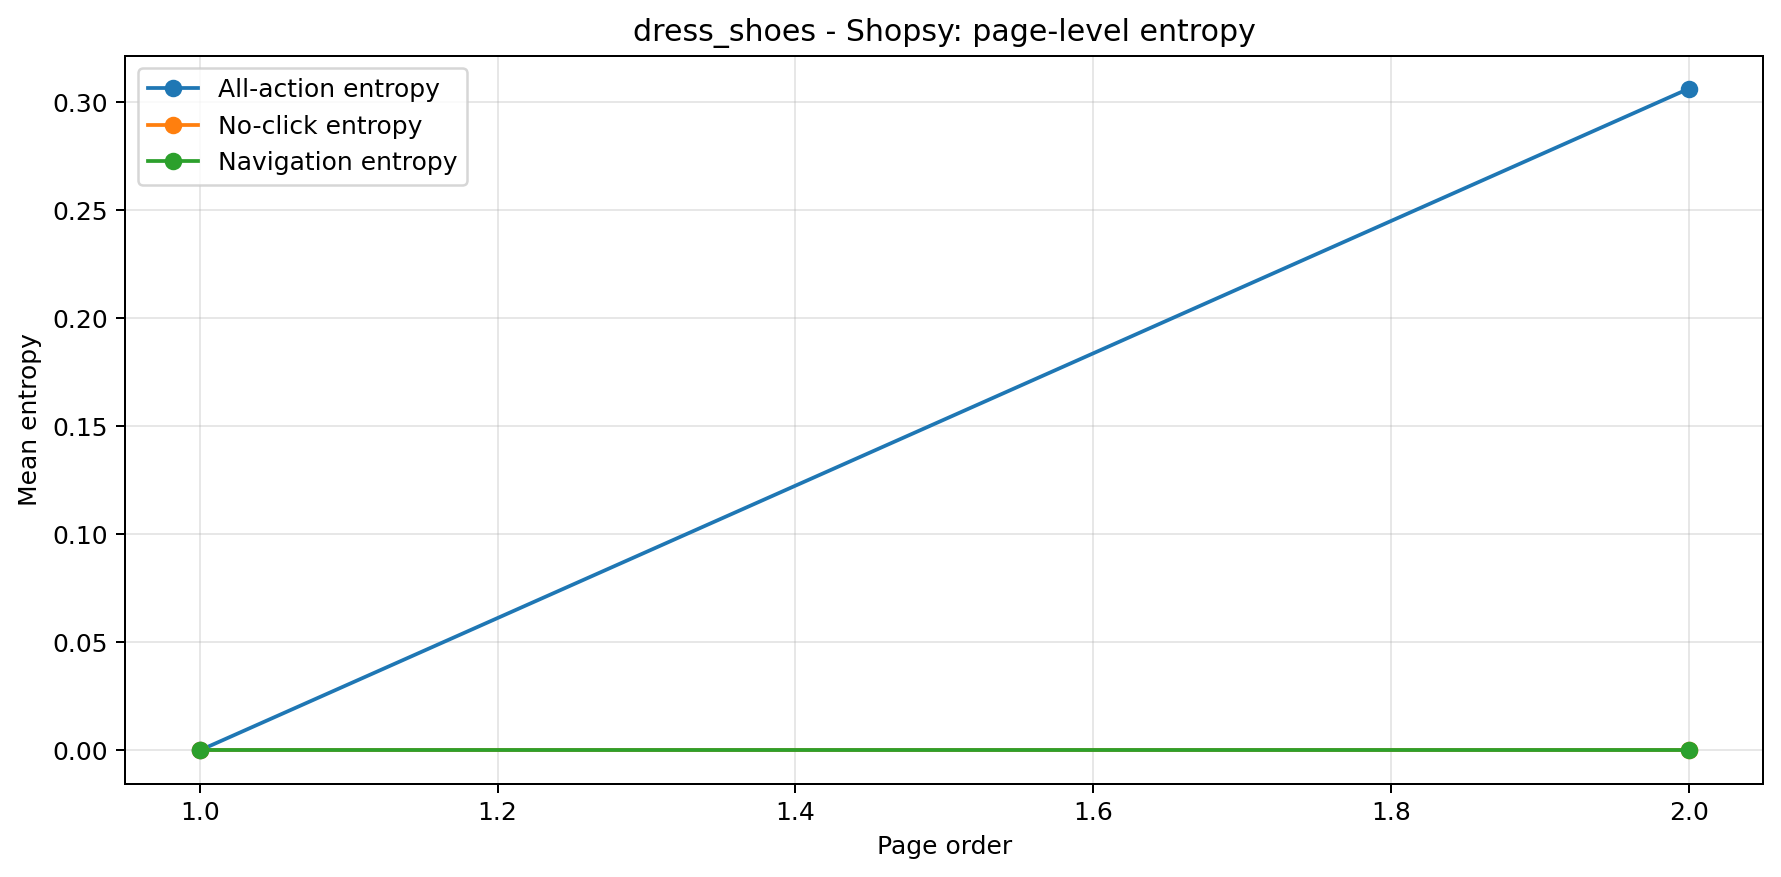 dress_shoes - Shopsy: page-level entropy
All-action entropy
No-click entropy
Navigation entropy
Mean entropy
0.30
0.25
0.20
0.15
0.10
0.05
0.00
1.0 1.2 1.4 1.6 1.8 2.0
Page order